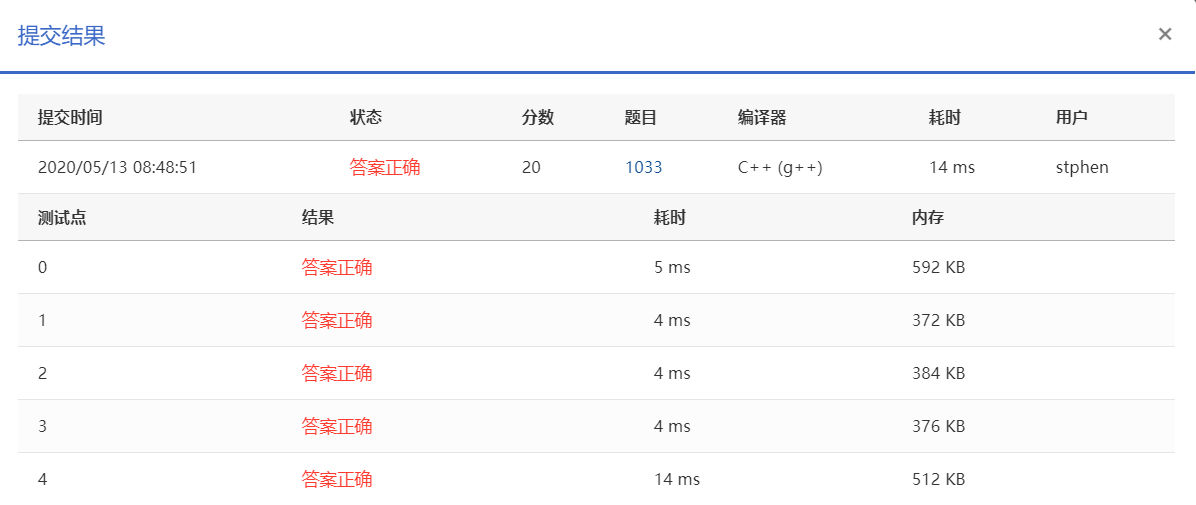 提交结果 ×
提交时间 状态 分数 题目 编译器 耗时 用户
2020/05/13 08:48:51 答案正确 20 1033 C++ (g++) 14 ms stphen
测试点 结果 耗时 内存
0 答案正确 5 ms 592 KB
1 答案正确 4 ms 372 KB
2 答案正确 4 ms 384 KB
3 答案正确 4 ms 376 KB
4 答案正确 14 ms 512 KB